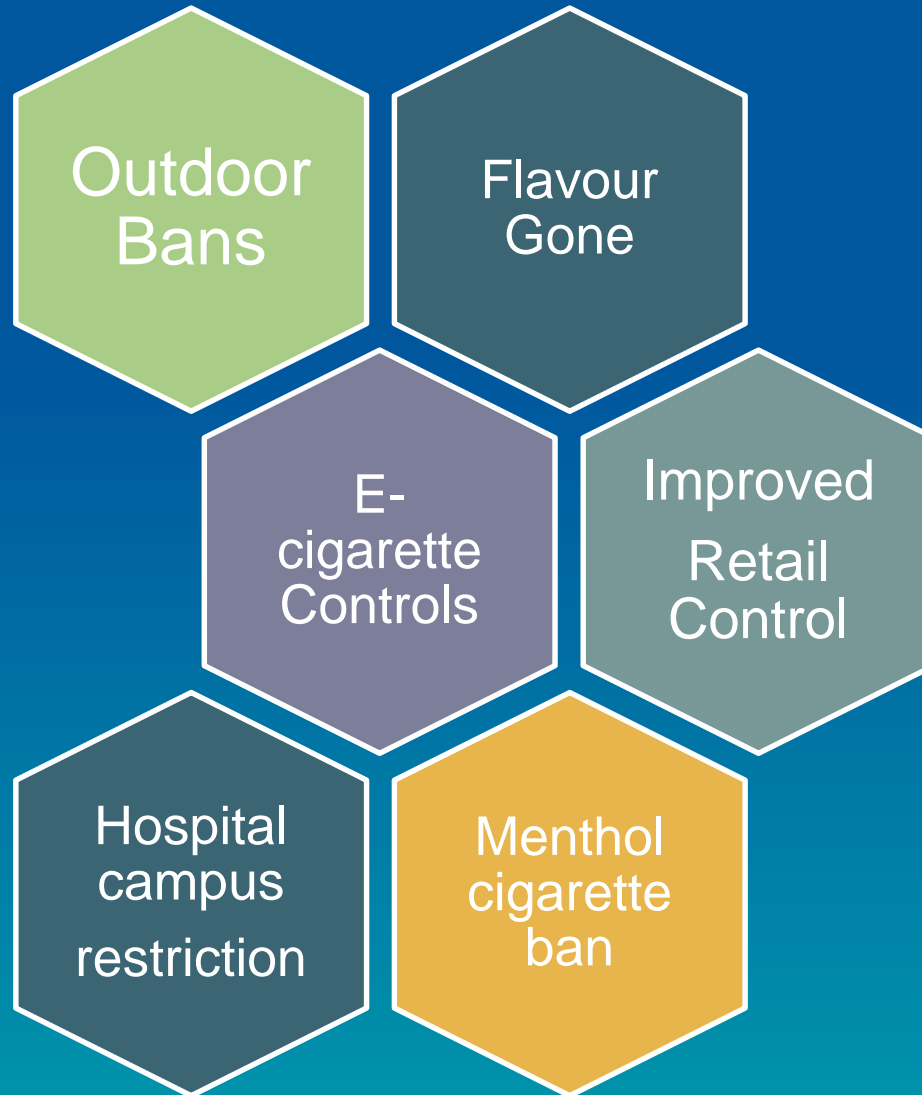 Outdoor
Bans
Flavour
Gone
E-
cigarette
Controls
Improved
Retail
Control
Hospital
campus
restriction
Menthol
cigarette
ban